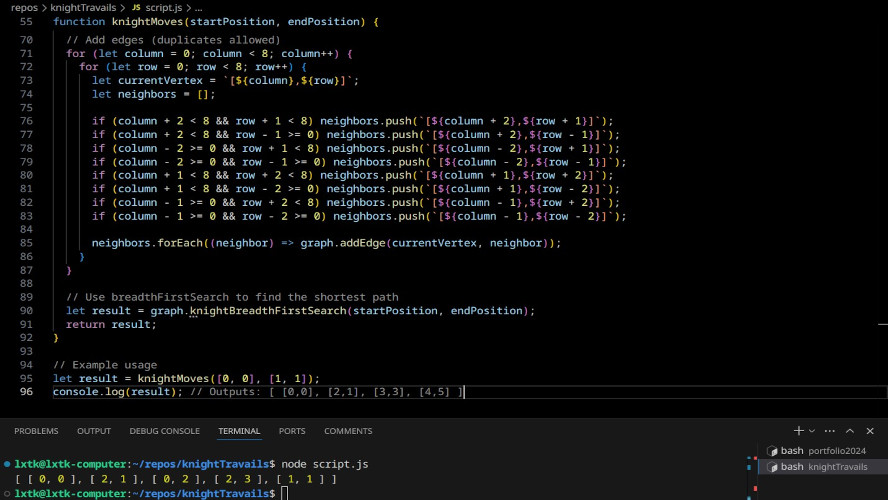 repos > knightTravails > JS script.js > ...
55 function knightMoves(startPosition, endPosition) {
70 // Add edges (duplicates allowed)
71 for (let column = 0; column < 8; column++) {
72 for (let row = 0; row < 8; row++) {
73 let currentVertex = `[${column},${row}]`;
74 let neighbors = [];
75
76 if (column + 2 < 8 && row + 1 < 8) neighbors.push(`[${column + 2},${row + 1}]`);
77 if (column + 2 < 8 && row - 1 >= 0) neighbors.push(`[${column + 2},${row - 1}]`);
78 if (column - 2 >= 0 && row + 1 < 8) neighbors.push(`[${column - 2},${row + 1}]`);
79 if (column - 2 >= 0 && row - 1 >= 0) neighbors.push(`[${column - 2},${row - 1}]`);
80 if (column + 1 < 8 && row + 2 < 8) neighbors.push(`[${column + 1},${row + 2}]`);
81 if (column + 1 < 8 && row - 2 >= 0) neighbors.push(`[${column + 1},${row - 2}]`);
82 if (column - 1 >= 0 && row + 2 < 8) neighbors.push(`[${column - 1},${row + 2}]`);
83 if (column - 1 >= 0 && row - 2 >= 0) neighbors.push(`[${column - 1},${row - 2}]`);
84
85 neighbors.forEach((neighbor) => graph.addEdge(currentVertex, neighbor));
86 }
87 }
88
89 // Use breadthFirstSearch to find the shortest path
90 let result = graph.knightBreadthFirstSearch(startPosition, endPosition);
91 return result;
92 }
93
94 // Example usage
95 let result = knightMoves([0, 0], [1, 1]);
96 console.log(result); // Outputs: [ [0,0], [2,1], [3,3], [4,5] ]
PROBLEMS OUTPUT DEBUG CONSOLE TERMINAL PORTS COMMENTS
lxtk@lxtk-computer:~/repos/knightTravails$ node script.js
[ [ 0, 0 ], [ 2, 1 ], [ 0, 2 ], [ 2, 3 ], [ 1, 1 ] ]
lxtk@lxtk-computer:~/repos/knightTravails$
bash portfolio2024
bash knightTravails